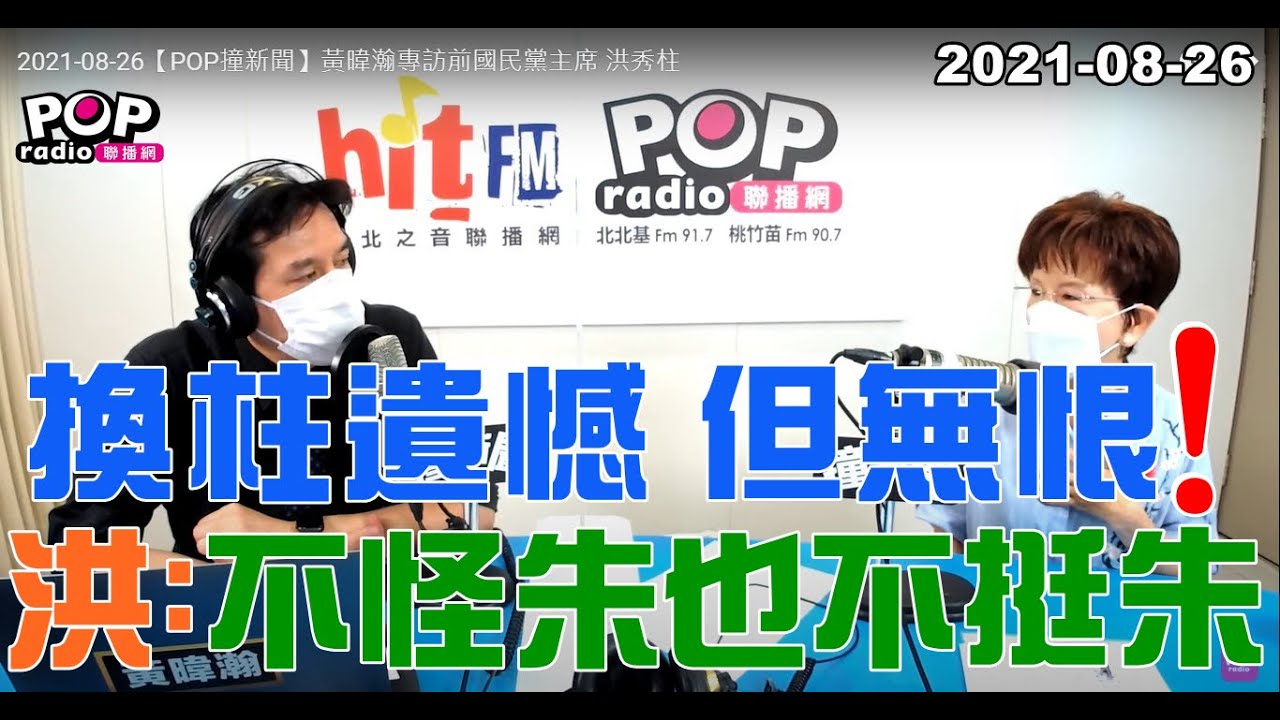 2021-08-26【POP撞新聞】黃暐瀚專訪前國民黨主席 洪秀柱
2021-08-26
POP
radio 聯播網
hit FM
北之音聯播網
POP
radio 聯播網
北北基 Fm 91.7 桃竹苗 Fm 90.7
換柱遺憾 但無恨!
洪:不怪朱也不挺朱
黃暐瀚
radio